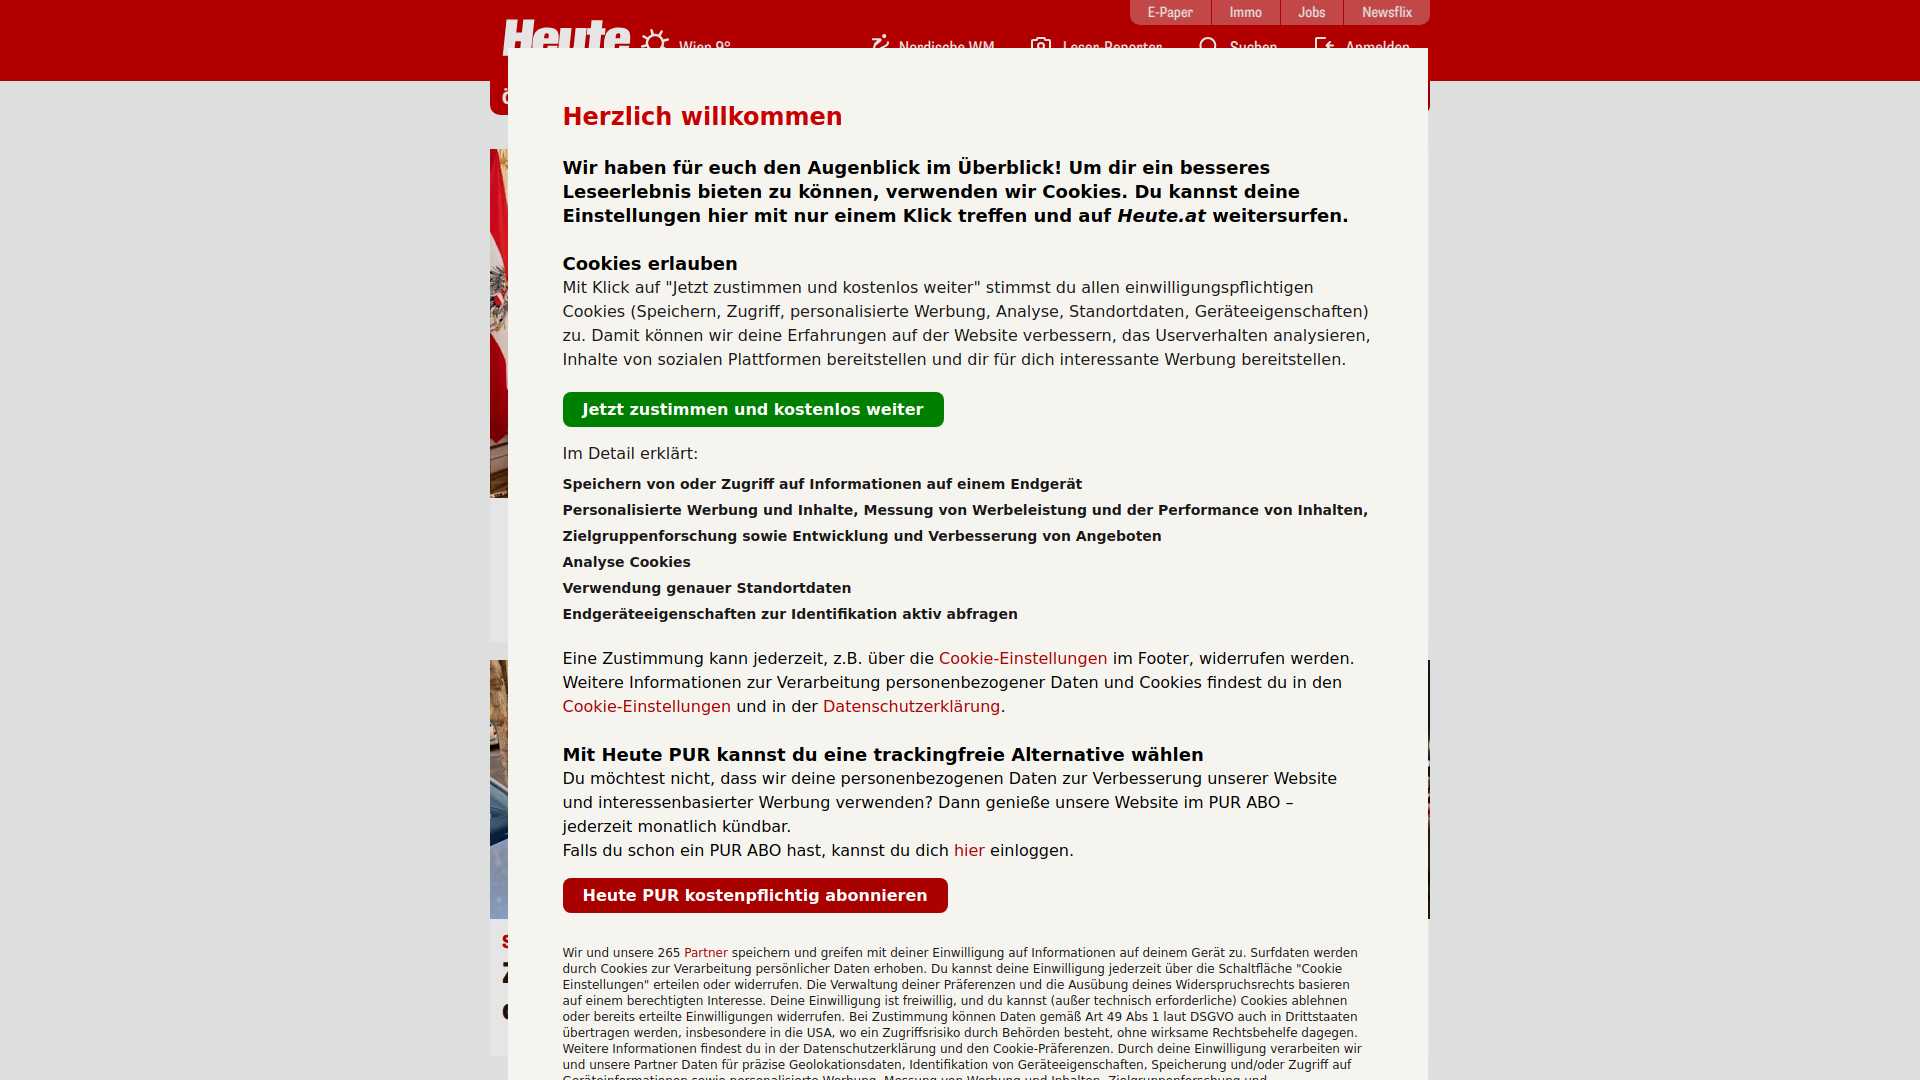 E-Paper
Immo
Jobs
Newsflix
Heute
Wien 9°
Nordische WM
Leser-Reporter
Suchen
Anmelden
Herzlich willkommen
Wir haben für euch den Augenblick im Überblick! Um dir ein besseres
Leseerlebnis bieten zu können, verwenden wir Cookies. Du kannst deine
Einstellungen hier mit nur einem Klick treffen und auf Heute.at weitersurfen.
Cookies erlauben
Mit Klick auf "Jetzt zustimmen und kostenlos weiter" stimmst du allen einwilligungspflichtigen
Cookies (Speichern, Zugriff, personalisierte Werbung, Analyse, Standortdaten, Geräteeigenschaften)
zu. Damit können wir deine Erfahrungen auf der Website verbessern, das Userverhalten analysieren,
Inhalte von sozialen Plattformen bereitstellen und dir für dich interessante Werbung bereitstellen.
Jetzt zustimmen und kostenlos weiter
Im Detail erklärt:
Speichern von oder Zugriff auf Informationen auf einem Endgerät
Personalisierte Werbung und Inhalte, Messung von Werbeleistung und der Performance von Inhalten,
Zielgruppenforschung sowie Entwicklung und Verbesserung von Angeboten
Analyse Cookies
Verwendung genauer Standortdaten
Endgeräteeigenschaften zur Identifikation aktiv abfragen
Eine Zustimmung kann jederzeit, z.B. über die Cookie-Einstellungen im Footer, widerrufen werden.
Weitere Informationen zur Verarbeitung personenbezogener Daten und Cookies findest du in den
Cookie-Einstellungen und in der Datenschutzerklärung.
Mit Heute PUR kannst du eine trackingfreie Alternative wählen
Du möchtest nicht, dass wir deine personenbezogenen Daten zur Verbesserung unserer Website
und interessenbasierter Werbung verwenden? Dann genieße unsere Website im PUR ABO –
jederzeit monatlich kündbar.
Falls du schon ein PUR ABO hast, kannst du dich hier einloggen.
Heute PUR kostenpflichtig abonnieren
Wir und unsere 265 Partner speichern und greifen mit deiner Einwilligung auf Informationen auf deinem Gerät zu. Surfdaten werden
durch Cookies zur Verarbeitung persönlicher Daten erhoben. Du kannst deine Einwilligung jederzeit über die Schaltfläche "Cookie
Einstellungen" erteilen oder widerrufen. Die Verwaltung deiner Präferenzen und die Ausübung deines Widerspruchsrechts basieren
auf einem berechtigten Interesse. Deine Einwilligung ist freiwillig, und du kannst (außer technisch erforderliche) Cookies ablehnen
oder bereits erteilte Einwilligungen widerrufen. Bei Zustimmung können Daten gemäß Art 49 Abs 1 laut DSGVO auch in Drittstaaten
übertragen werden, insbesondere in die USA, wo ein Zugriffsrisiko durch Behörden besteht, ohne wirksame Rechtsbehelfe dagegen.
Weitere Informationen findest du in der Datenschutzerklärung und den Cookie-Präferenzen. Durch deine Einwilligung verarbeiten wir
und unsere Partner Daten für präzise Geolokationsdaten, Identifikation von Geräteeigenschaften, Speicherung und/oder Zugriff auf
Geräteinformationen sowie personalisierte Werbung, Messung von Werbung und Inhalten, Zielgruppenforschung und